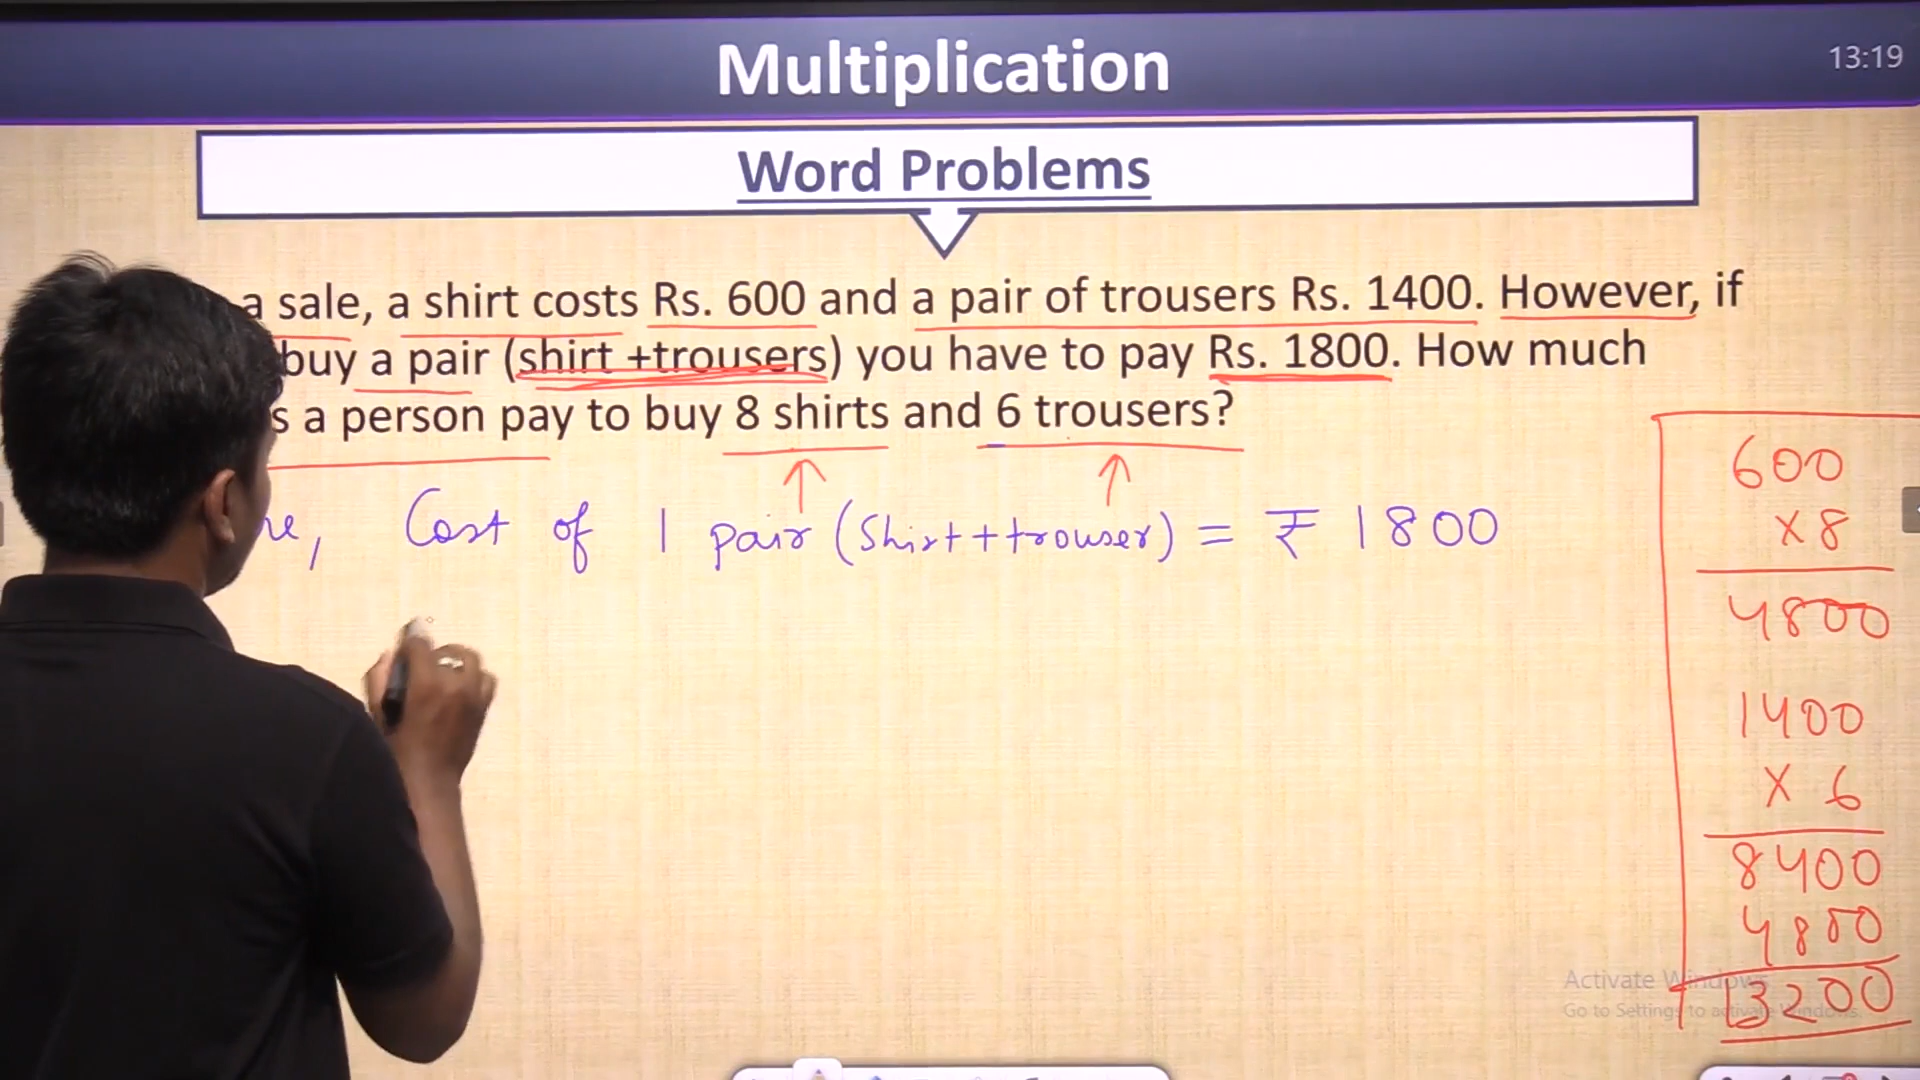 Multiplication
13:19
Word Problems
a sale, a shirt costs Rs. 600 and a pair of trousers Rs. 1400. However, if
buy a pair (shirt +trousers) you have to pay Rs. 1800. How much
s a person pay to buy 8 shirts and 6 trousers?
re, Cost of 1 pair (Shirt + trouser) = ₹ 1800
600
x 8
4800
1400
x 6
8400
4800
13200
Activate Windows
Go to Settings to activate Windows.